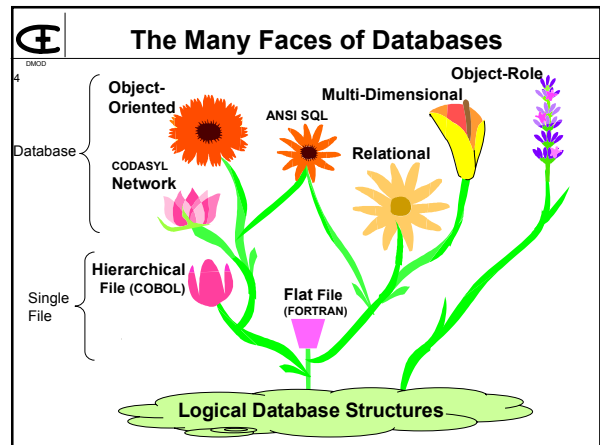 The Many Faces of Databases
DMOD
4
Object-Role
Object-
Oriented
Multi-Dimensional
ANSI SQL
Database
Relational
CODASYL
Network
Hierarchical
File (COBOL)
Single
File
Flat File
(FORTRAN)
Logical Database Structures